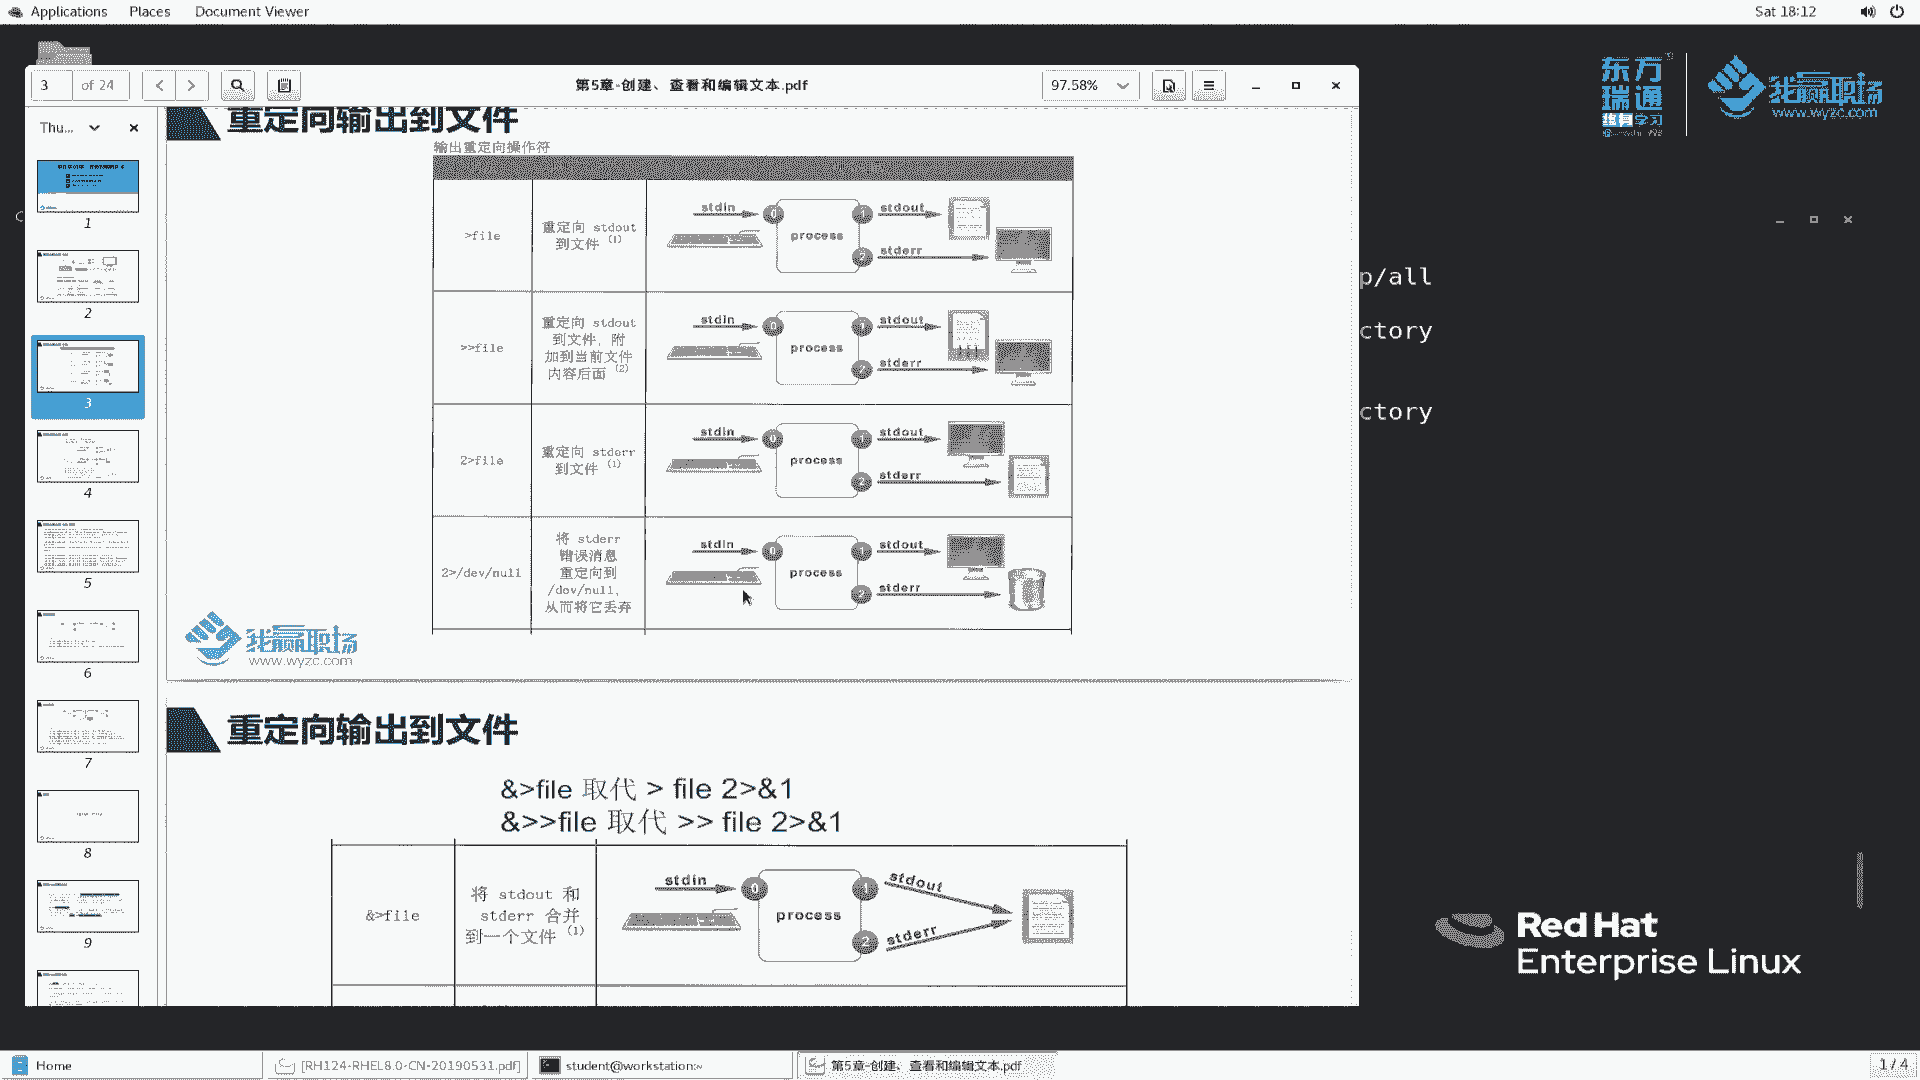 Applications Places Document Viewer
Sat 18:12
3 of 24
第5章-创建、查看和编辑文本.pdf
97.58%
Thu...
1
2
3
4
5
6
7
8
9
重定向输出到文件
输出重定向操作符
>file
重定向 stdout
到文件 (1)
stdin
0
process
1
stdout
2
stderr
>>file
重定向 stdout
到文件，附
加到当前文件
内容后面 (2)
stdin
0
process
1
stdout
2
stderr
2>file
重定向 stderr
到文件 (1)
stdin
0
process
1
stdout
2
stderr
2>/dev/null
将 stderr
错误消息
重定向到
/dev/null，
从而将它丢弃
stdin
0
process
1
stdout
2
stderr
我赢职场
www.wyzc.com
重定向输出到文件
&>file 取代 > file 2>&1
&>>file 取代 >> file 2>&1
&>file
将 stdout 和
stderr 合并
到一个文件 (1)
stdin
0
process
1
stdout
2
stderr
东方
瑞通
终身学习
我赢职场
www.wyzc.com
p/all
ctory
ctory
Red Hat
Enterprise Linux
Home
[RH124-RHEL8.0-CN-20190531.pdf]
student@workstation:~
第5章-创建、查看和编辑文本.pdf
1 / 4